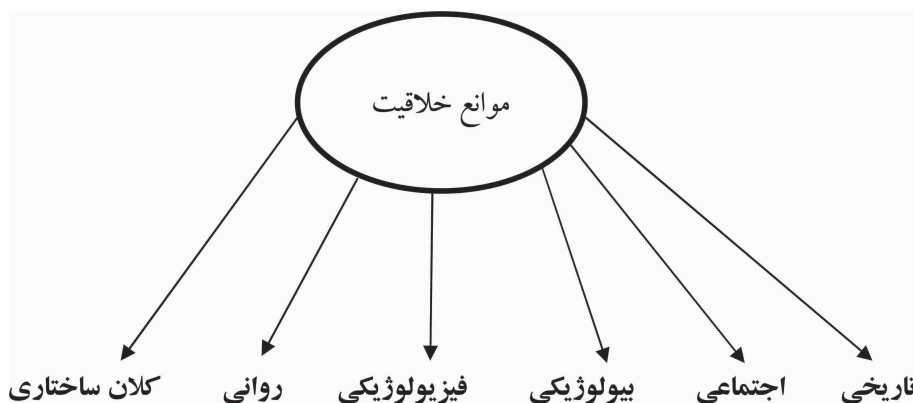 موانع خلاقیت
تاریخی اجتماعی بیولوژیکی فیزیولوژیکی روانی کلان ساختاری